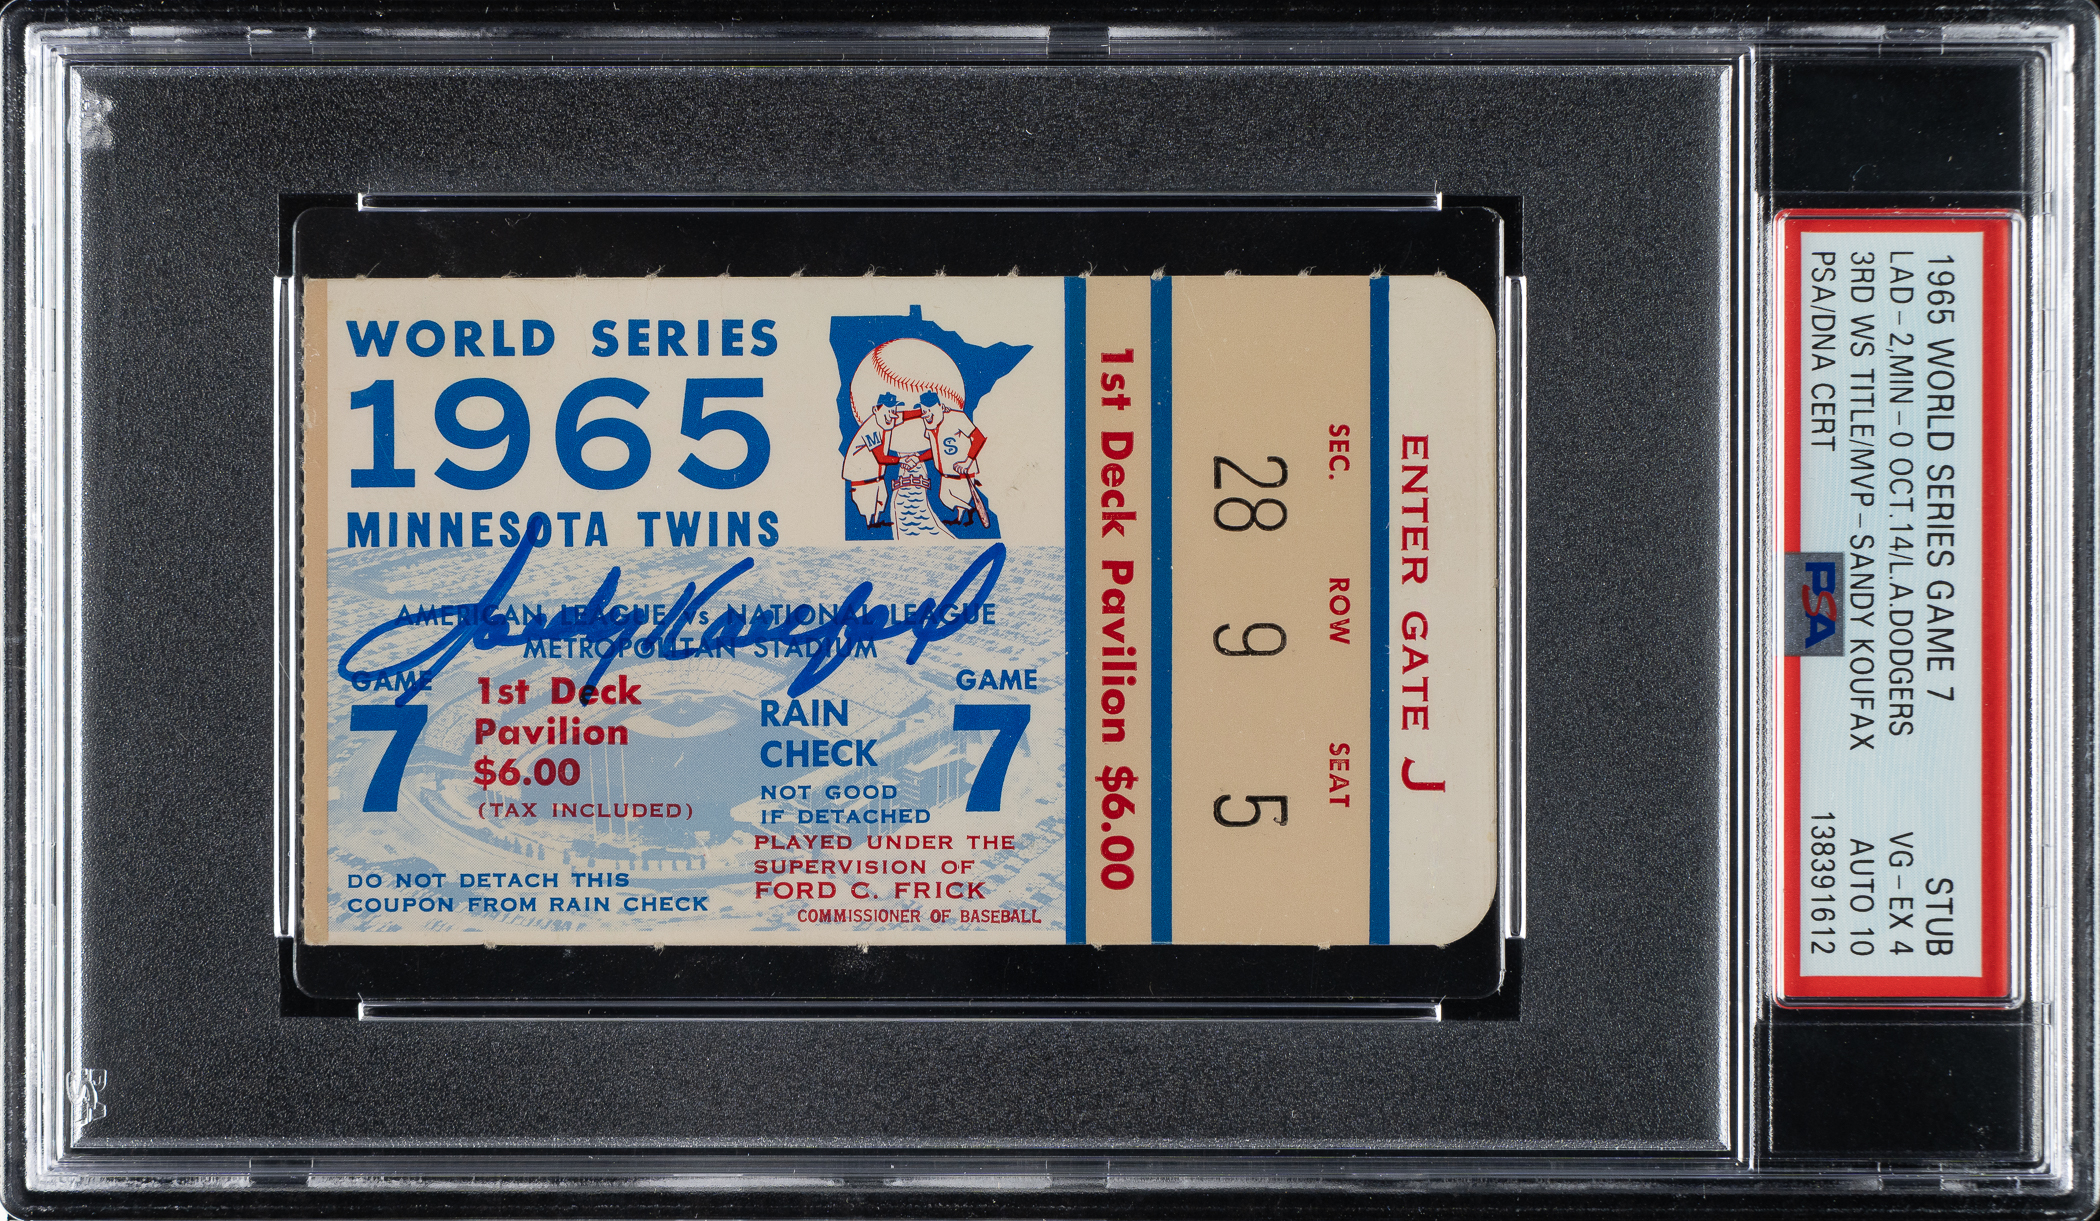 WORLD SERIES
1965
MINNESOTA TWINS
M
Sandy Koufax
AMERICAN LEAGUE vs NATIONAL LEAGUE
METROPOLITAN STADIUM
GAME
7
1st Deck
Pavilion
$6.00
(TAX INCLUDED)
RAIN
CHECK
NOT GOOD
IF DETACHED
GAME
7
PLAYED UNDER THE
SUPERVISION OF
FORD C. FRICK
COMMISSIONER OF BASEBALL
DO NOT DETACH THIS
COUPON FROM RAIN CHECK
1st Deck Pavilion $6.00
SEC. ROW SEAT
28 9 5
ENTER GATE J
1965 WORLD SERIES GAME 7 STUB
LAD-2,MIN-0 OCT.14/L.A.DODGERS VG-EX 4
3RD WS TITLE/MVP-SANDY KOUFAX AUTO 10
PSA/DNA CERT 138391612
PSA
PSA